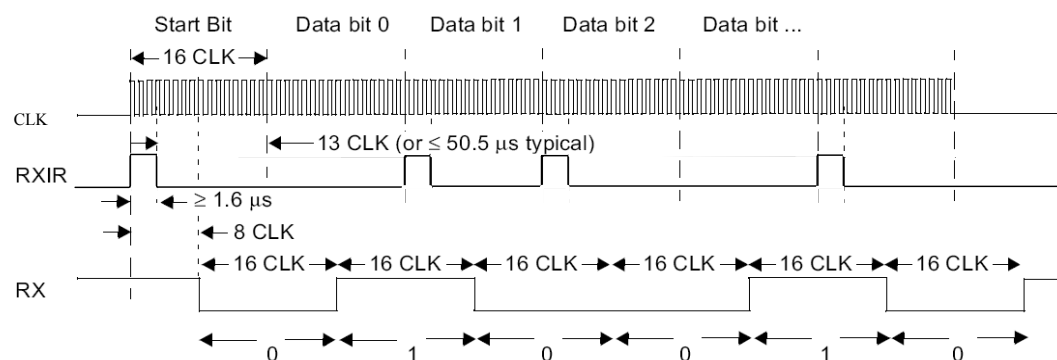 Start Bit Data bit 0 Data bit 1 Data bit 2 Data bit ...
16 CLK
CLK
13 CLK (or ≤ 50.5 μs typical)
RXIR
≥ 1.6 μs
8 CLK
16 CLK 16 CLK 16 CLK 16 CLK 16 CLK 16 CLK
RX
0 1 0 0 1 0